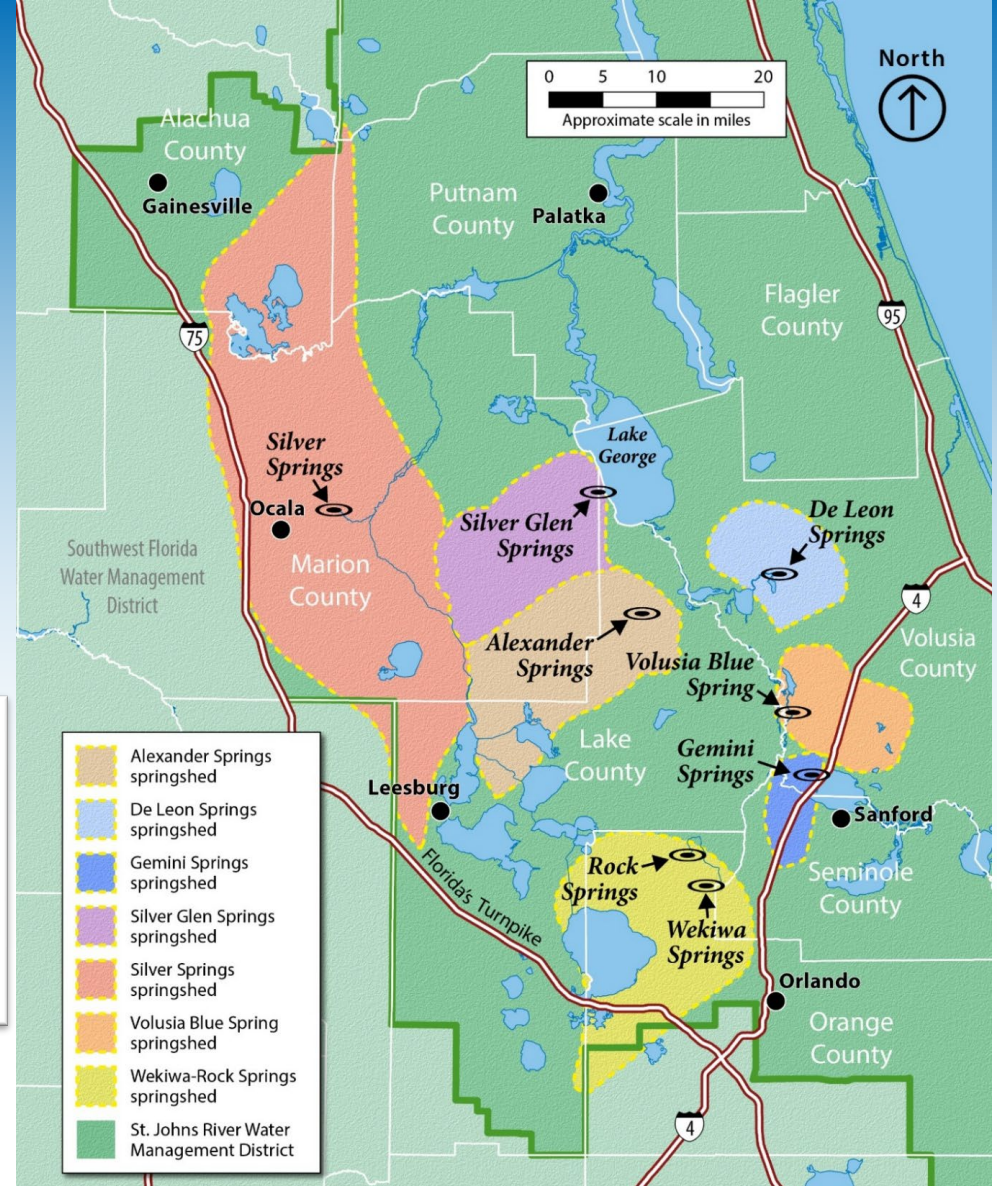 North
0 5 10 20
Approximate scale in miles
Alachua
County
Gainesville
Putnam
County
Palatka
Flagler
County
75
95
Lake
George
Silver
Springs
Ocala
Silver Glen
Springs
De Leon
Springs
Southwest Florida
Water Management
District
Marion
County
4
Alexander
Springs
Volusia
County
Volusia Blue
Spring
Lake
County
Gemini
Springs
Leesburg
Sanford
Florida's Turnpike
Rock
Springs
Seminole
County
Wekiwa
Springs
Orlando
Orange
County
4
Alexander Springs
springshed
De Leon Springs
springshed
Gemini Springs
springshed
Silver Glen Springs
springshed
Silver Springs
springshed
Volusia Blue Spring
springshed
Wekiwa-Rock Springs
springshed
St. Johns River Water
Management District